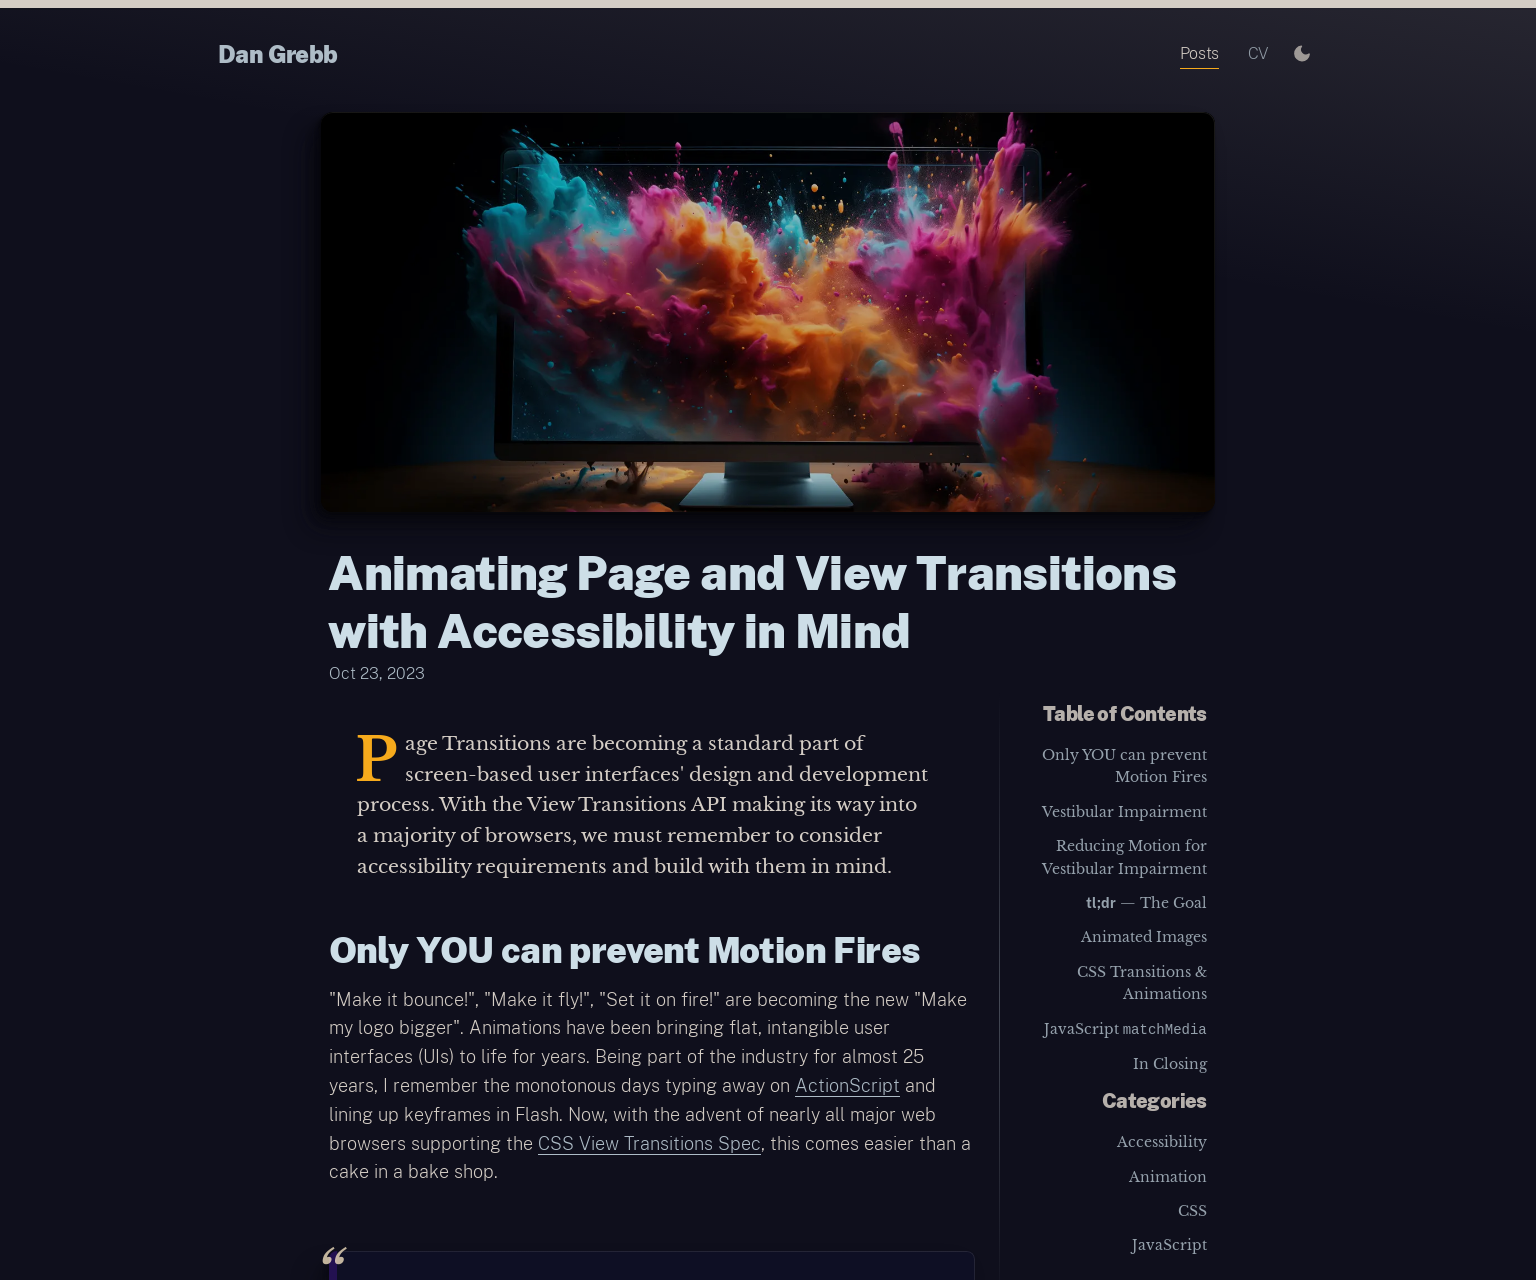 Dan Grebb
Posts
CV
Animating Page and View Transitions
with Accessibility in Mind
Oct 23, 2023
Page Transitions are becoming a standard part of
screen-based user interfaces' design and development
process. With the View Transitions API making its way into
a majority of browsers, we must remember to consider
accessibility requirements and build with them in mind.
Only YOU can prevent Motion Fires
"Make it bounce!", "Make it fly!", "Set it on fire!" are becoming the new "Make
my logo bigger". Animations have been bringing flat, intangible user
interfaces (UIs) to life for years. Being part of the industry for almost 25
years, I remember the monotonous days typing away on ActionScript and
lining up keyframes in Flash. Now, with the advent of nearly all major web
browsers supporting the CSS View Transitions Spec, this comes easier than a
cake in a bake shop.
“
Table of Contents
Only YOU can prevent
Motion Fires
Vestibular Impairment
Reducing Motion for
Vestibular Impairment
tl;dr — The Goal
Animated Images
CSS Transitions &
Animations
JavaScript matchMedia
In Closing
Categories
Accessibility
Animation
CSS
JavaScript